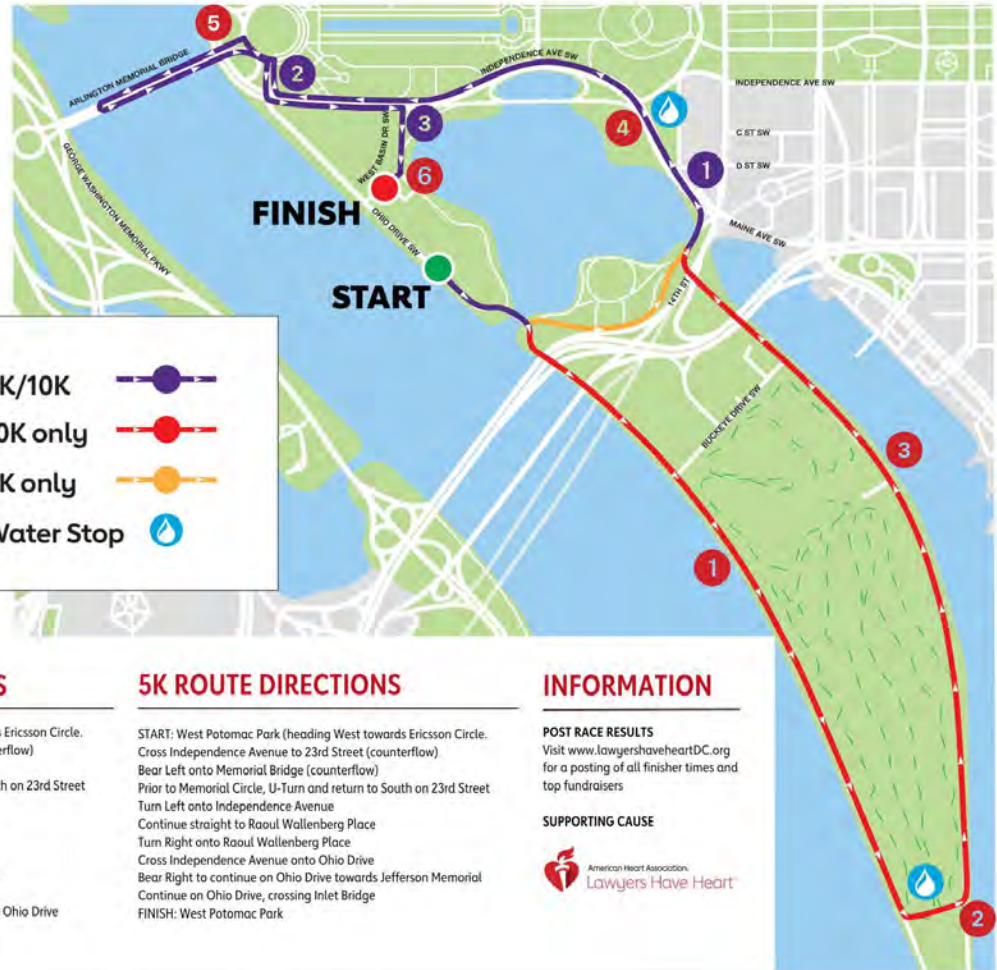 5
ARLINGTON MEMORIAL BRIDGE
2
INDEPENDENCE AVE SW
INDEPENDENCE AVE SW
3
4
C ST SW
1
D ST SW
WEST BASIN DR SW
6
GEORGE WASHINGTON MEMORIAL PKWY
FINISH
OHIO DRIVE SW
MAINE AVE SW
START
14TH ST
K/10K
0K only
K only
Water Stop
BUCKEYE DRIVE SW
3
1
2
S
s Ericsson Circle.
erflow)
th on 23rd Street
Ohio Drive
5K ROUTE DIRECTIONS
START: West Potomac Park (heading West towards Ericsson Circle.
Cross Independence Avenue to 23rd Street (counterflow)
Bear Left onto Memorial Bridge (counterflow)
Prior to Memorial Circle, U-Turn and return to South on 23rd Street
Turn Left onto Independence Avenue
Continue straight to Raoul Wallenberg Place
Turn Right onto Raoul Wallenberg Place
Cross Independence Avenue onto Ohio Drive
Bear Right to continue on Ohio Drive towards Jefferson Memorial
Continue on Ohio Drive, crossing Inlet Bridge
FINISH: West Potomac Park
INFORMATION
POST RACE RESULTS
Visit www.lawyershaveheartDC.org
for a posting of all finisher times and
top fundraisers
SUPPORTING CAUSE
American Heart Association.
Lawyers Have Heart